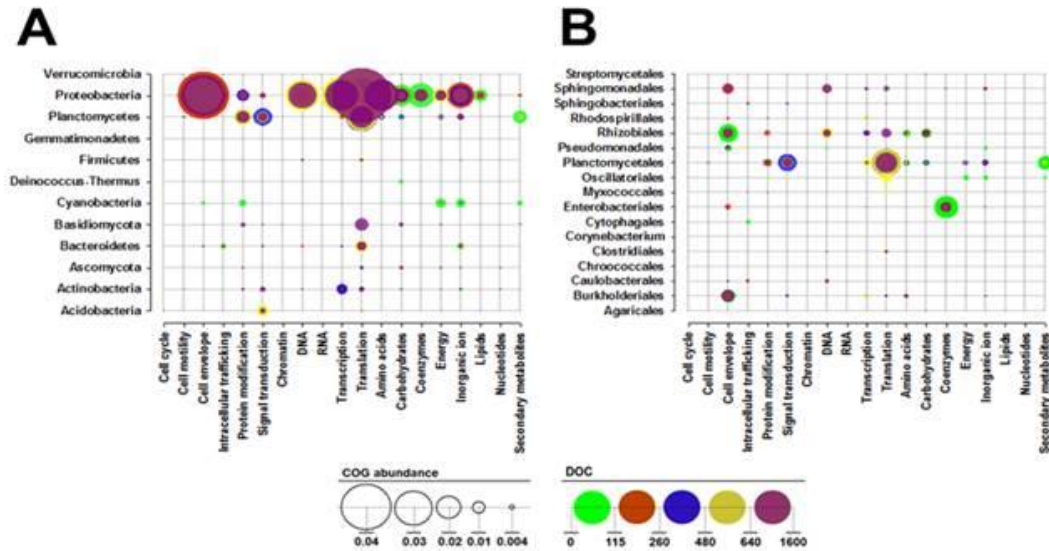 A
B
Verrucomicrobia
Proteobacteria
Planctomycetes
Gemmatimonadetes
Firmicutes
Deinococcus-Thermus
Cyanobacteria
Basidiomycota
Bacteroidetes
Ascomycota
Actinobacteria
Acidobacteria
Cell cycle
Cell motility
Cell envelope
Intracellular trafficking
Protein modification
Signal transduction
Chromatin
DNA
RNA
Transcription
Translation
Amino acids
Carbohydrates
Coenzymes
Energy
Inorganic ion
Lipids
Nucleotides
Secondary metabolites
Streptomycetales
Sphingomonadales
Sphingobacteriales
Rhodospirillales
Rhizobiales
Pseudomonadales
Planctomycetales
Oscillatoriales
Myxococcales
Enterobacteriales
Cytophagales
Corynebacterium
Clostridiales
Chroococcales
Caulobacterales
Burkholderiales
Agaricales
Cell cycle
Cell motility
Cell envelope
Intracellular trafficking
Protein modification
Signal transduction
Chromatin
DNA
RNA
Transcription
Translation
Amino acids
Carbohydrates
Coenzymes
Energy
Inorganic ion
Lipids
Nucleotides
Secondary metabolites
COG abundance
0.04 0.03 0.02 0.01 0.004
DOC
0 115 260 480 640 1600